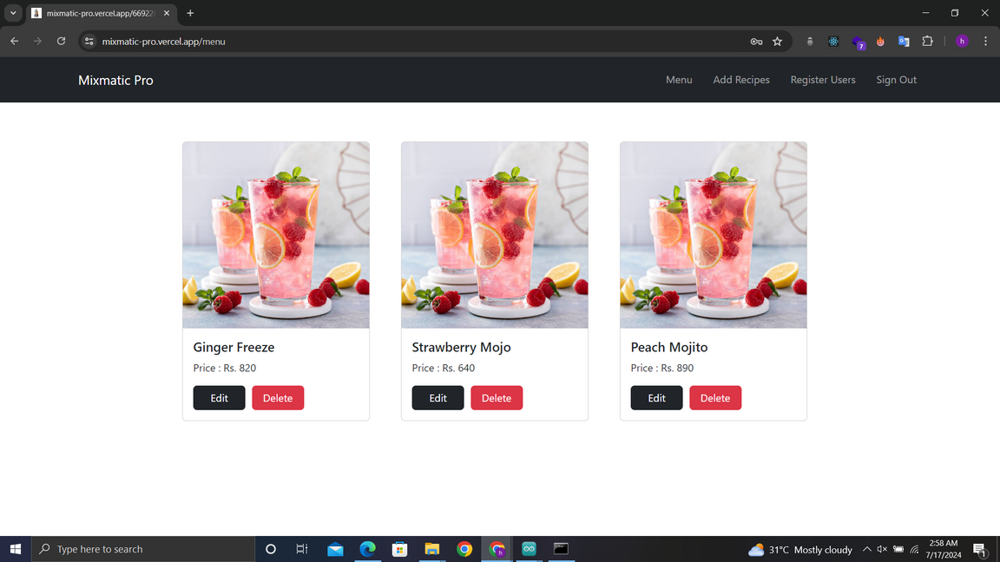 mixmatic-pro.vercel.app/66922
mixmatic-pro.vercel.app/menu
7
h
Mixmatic Pro
Menu
Add Recipes
Register Users
Sign Out
Ginger Freeze
Price : Rs. 820
Edit
Delete
Strawberry Mojo
Price : Rs. 640
Edit
Delete
Peach Mojito
Price : Rs. 890
Edit
Delete
Type here to search
31°C Mostly cloudy
2:58 AM
7/17/2024
1